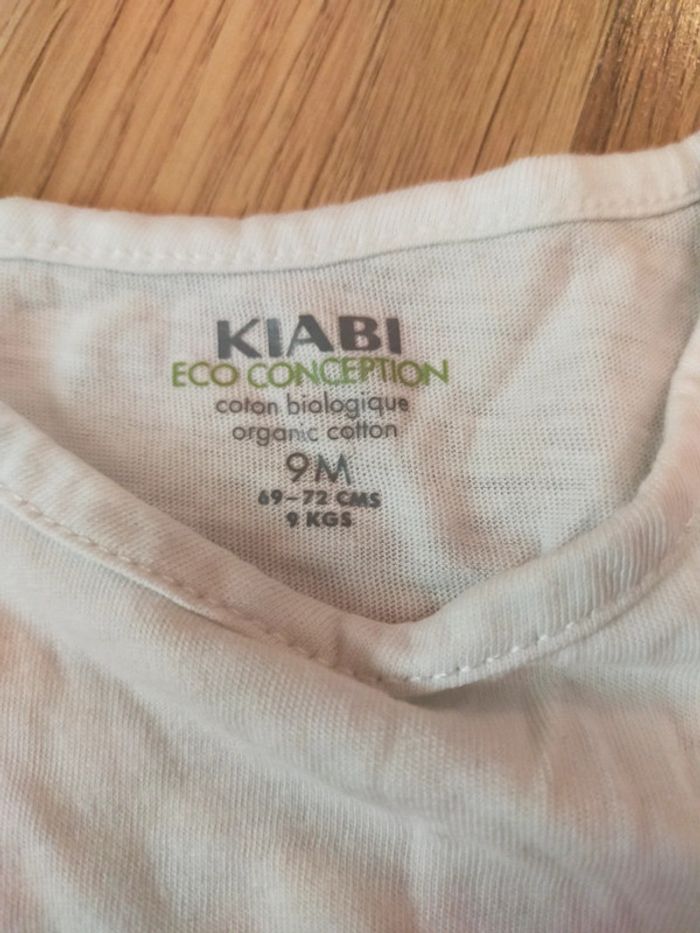 KIABI
ECO CONCEPTION
coton biologique
organic cotton
9M
69-72 CMS
9 KGS